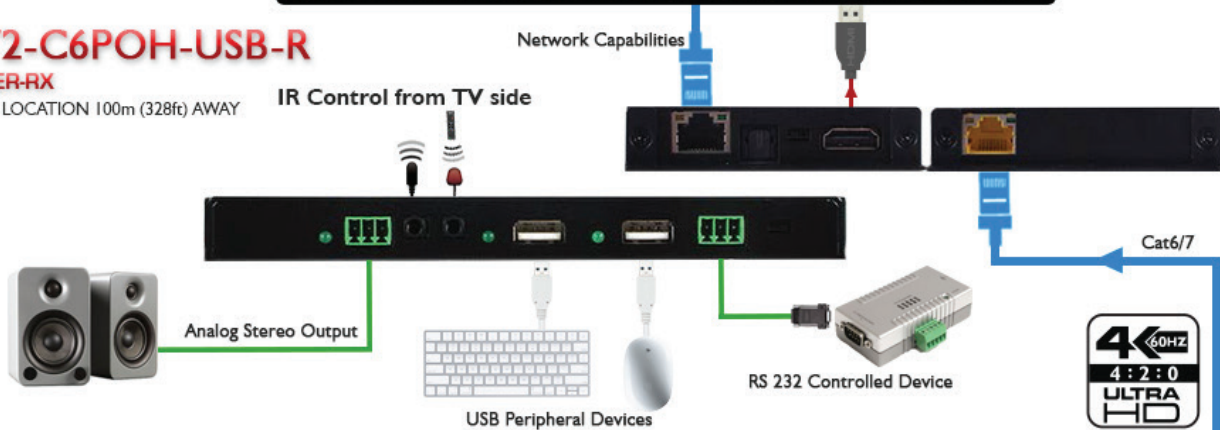 2-C6POH-USB-R
ER-RX
LOCATION 100m (328ft) AWAY
Network Capabilities
HDMI
IR Control from TV side
Cat6/7
Analog Stereo Output
USB Peripheral Devices
RS 232 Controlled Device
4K 60HZ
4:2:0
ULTRA
HD